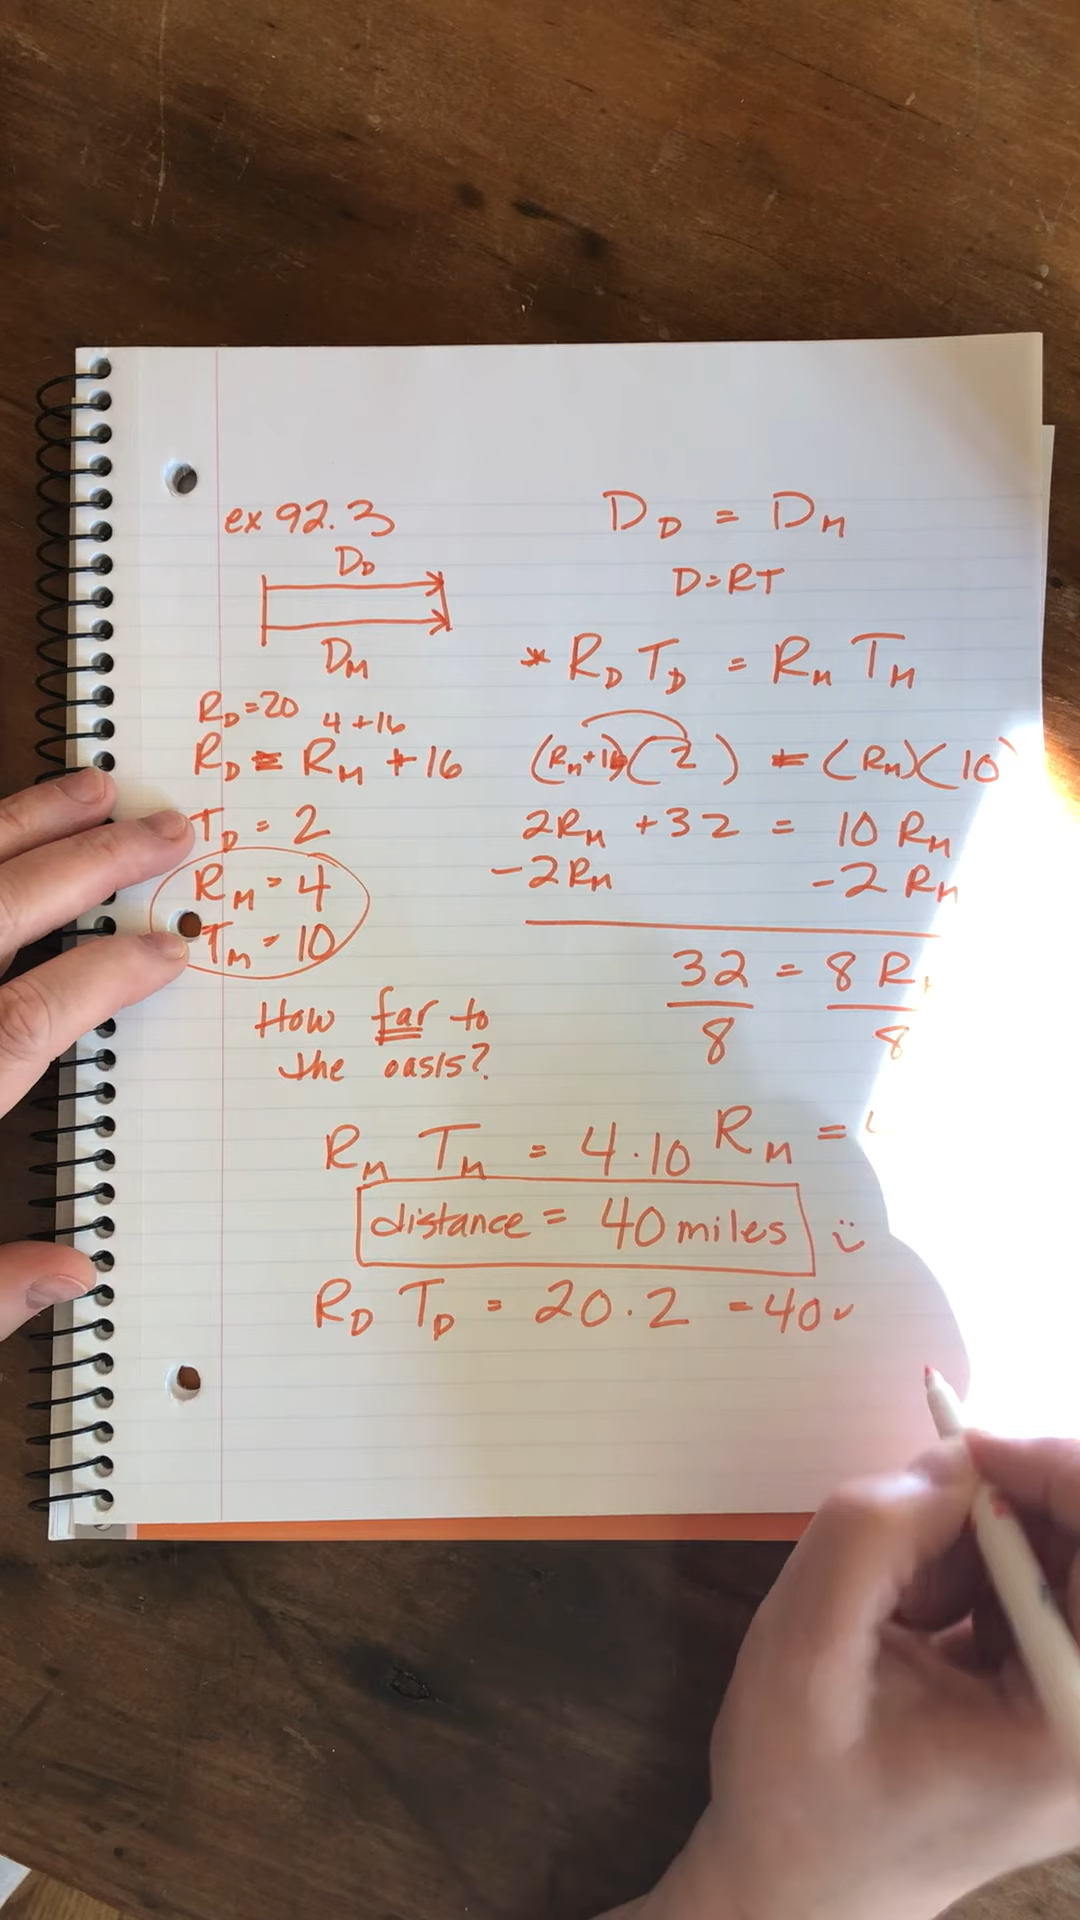 ex 92.3
D_D
D_M
R_D = 20 4 + 16
R_D = R_M + 16
T_D = 2
R_M = 4
T_M = 10
How far to
the oasis?
D_D = D_M
D = RT
* R_D T_D = R_M T_M
(R_M + 16)(2) = (R_M)(10)
2R_M + 32 = 10 R_M
-2R_M -2 R_M
32 = 8 R
8 8
R_M =
R_M T_M = 4 · 10
distance = 40 miles
R_D T_D = 20 · 2 = 40 ✓